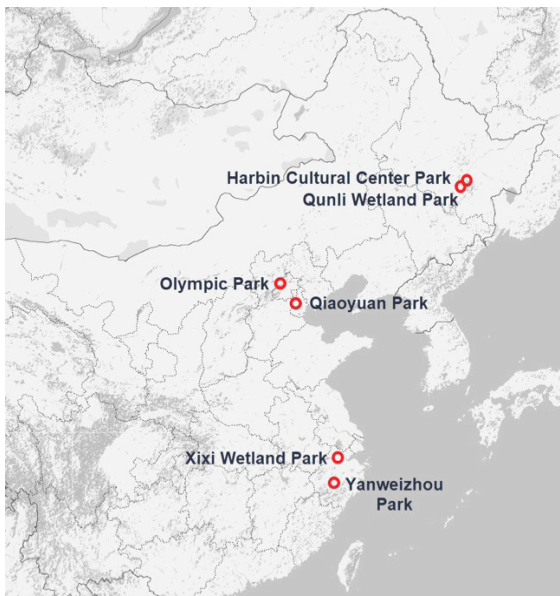 Harbin Cultural Center Park
Qunli Wetland Park
Olympic Park
Qiaoyuan Park
Xixi Wetland Park
Yanweizhou
Park